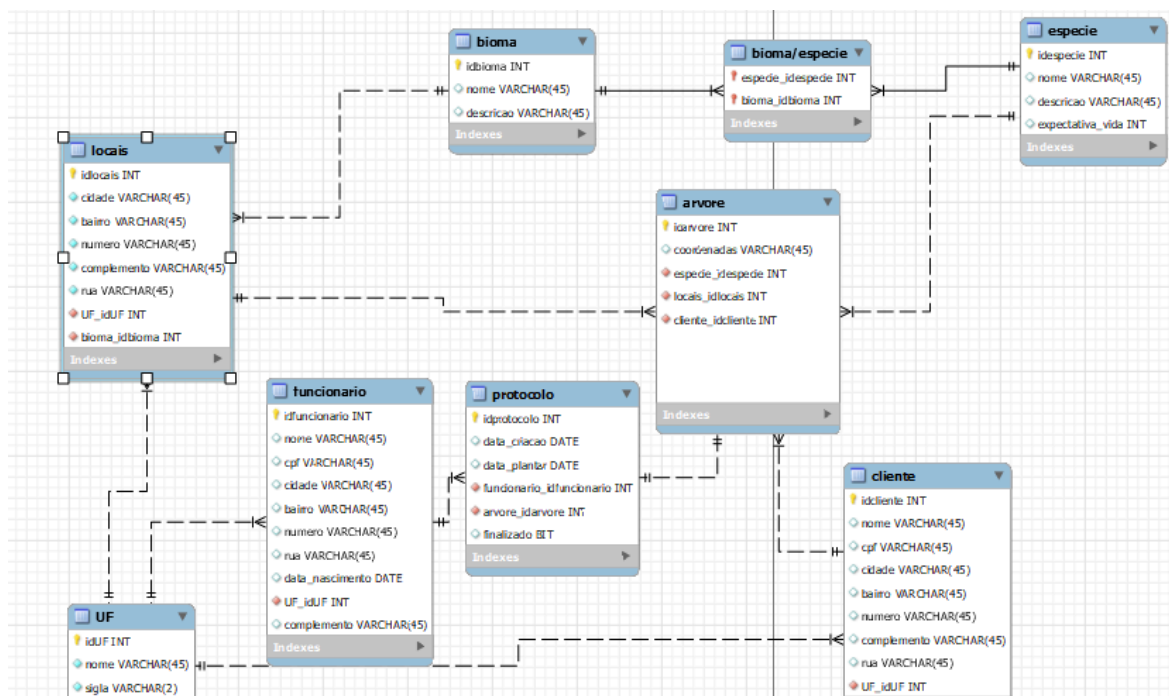 bioma
idbioma INT
nome VARCHAR(45)
descricao VARCHAR(45)
Indexes
bioma/especie
especie_idespecie INT
bioma_idbioma INT
Indexes
especie
idespecie INT
nome VARCHAR(45)
descricao VARCHAR(45)
expectativa_vida INT
Indexes
locais
idlocais INT
cidade VARCHAR(45)
bairro VARCHAR(45)
numero VARCHAR(45)
complemento VARCHAR(45)
rua VARCHAR(45)
UF_idUF INT
bioma_idbioma INT
Indexes
arvore
idarvore INT
coordenadas VARCHAR(45)
especie_idespecie INT
locais_idlocais INT
cliente_idcliente INT
Indexes
funcionario
idfuncionario INT
nome VARCHAR(45)
cpf VARCHAR(45)
cidade VARCHAR(45)
bairro VARCHAR(45)
numero VARCHAR(45)
rua VARCHAR(45)
data_nascimento DATE
UF_idUF INT
complemento VARCHAR(45)
Indexes
protocolo
idprotocolo INT
data_criacao DATE
data_plantar DATE
funcionario_idfuncionario INT
arvore_idarvore INT
finalizado BIT
Indexes
cliente
idcliente INT
nome VARCHAR(45)
cpf VARCHAR(45)
cidade VARCHAR(45)
bairro VARCHAR(45)
numero VARCHAR(45)
complemento VARCHAR(45)
rua VARCHAR(45)
UF_idUF INT
UF
idUF INT
nome VARCHAR(45)
sigla VARCHAR(2)